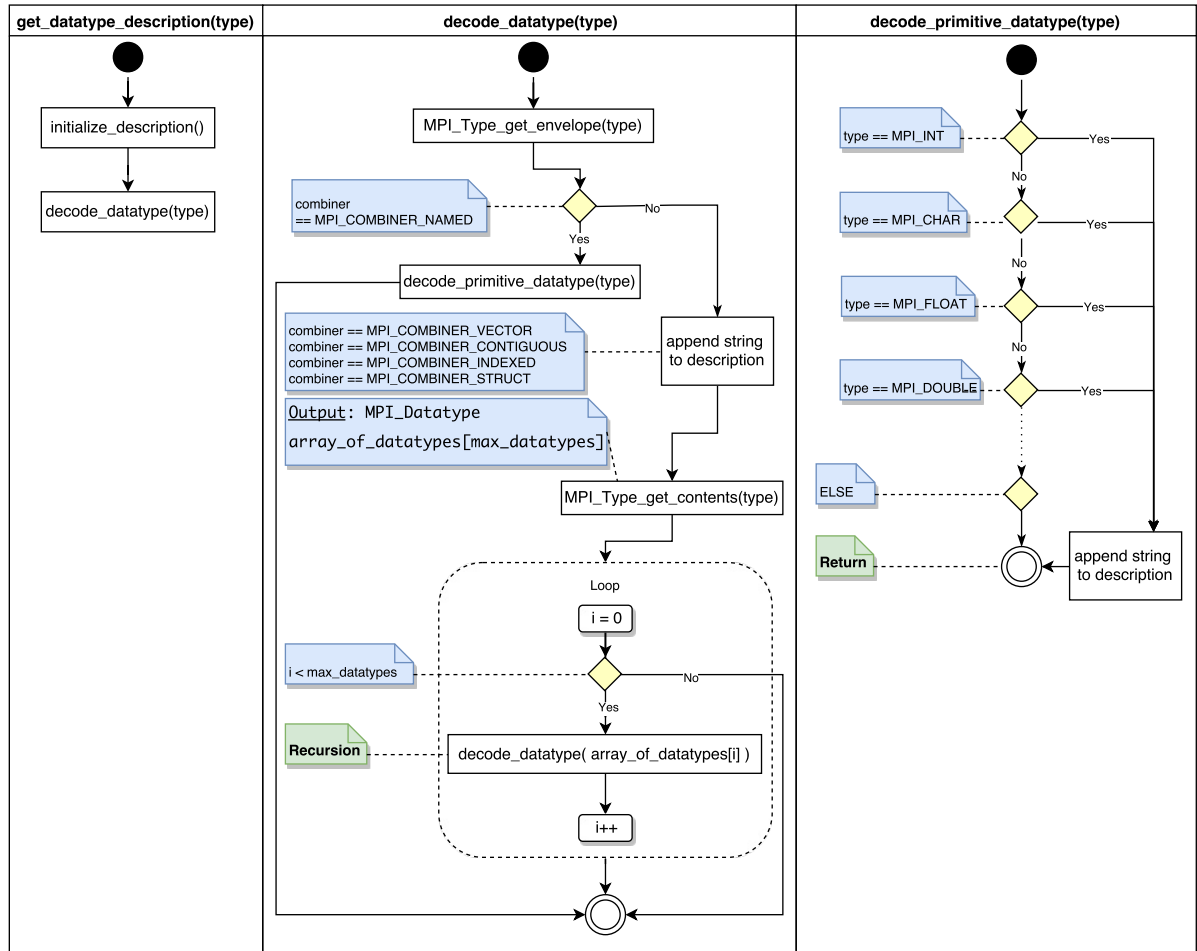 get_datatype_description(type)
initialize_description()
decode_datatype(type)
decode_datatype(type)
MPI_Type_get_envelope(type)
combiner
== MPI_COMBINER_NAMED
No
Yes
decode_primitive_datatype(type)
combiner == MPI_COMBINER_VECTOR
combiner == MPI_COMBINER_CONTIGUOUS
combiner == MPI_COMBINER_INDEXED
combiner == MPI_COMBINER_STRUCT
append string
to description
Output: MPI_Datatype
array_of_datatypes[max_datatypes]
MPI_Type_get_contents(type)
Loop
i = 0
i < max_datatypes
No
Yes
Recursion
decode_datatype( array_of_datatypes[i] )
i++
decode_primitive_datatype(type)
type == MPI_INT
Yes
No
type == MPI_CHAR
Yes
No
type == MPI_FLOAT
Yes
No
type == MPI_DOUBLE
Yes
ELSE
Return
append string
to description